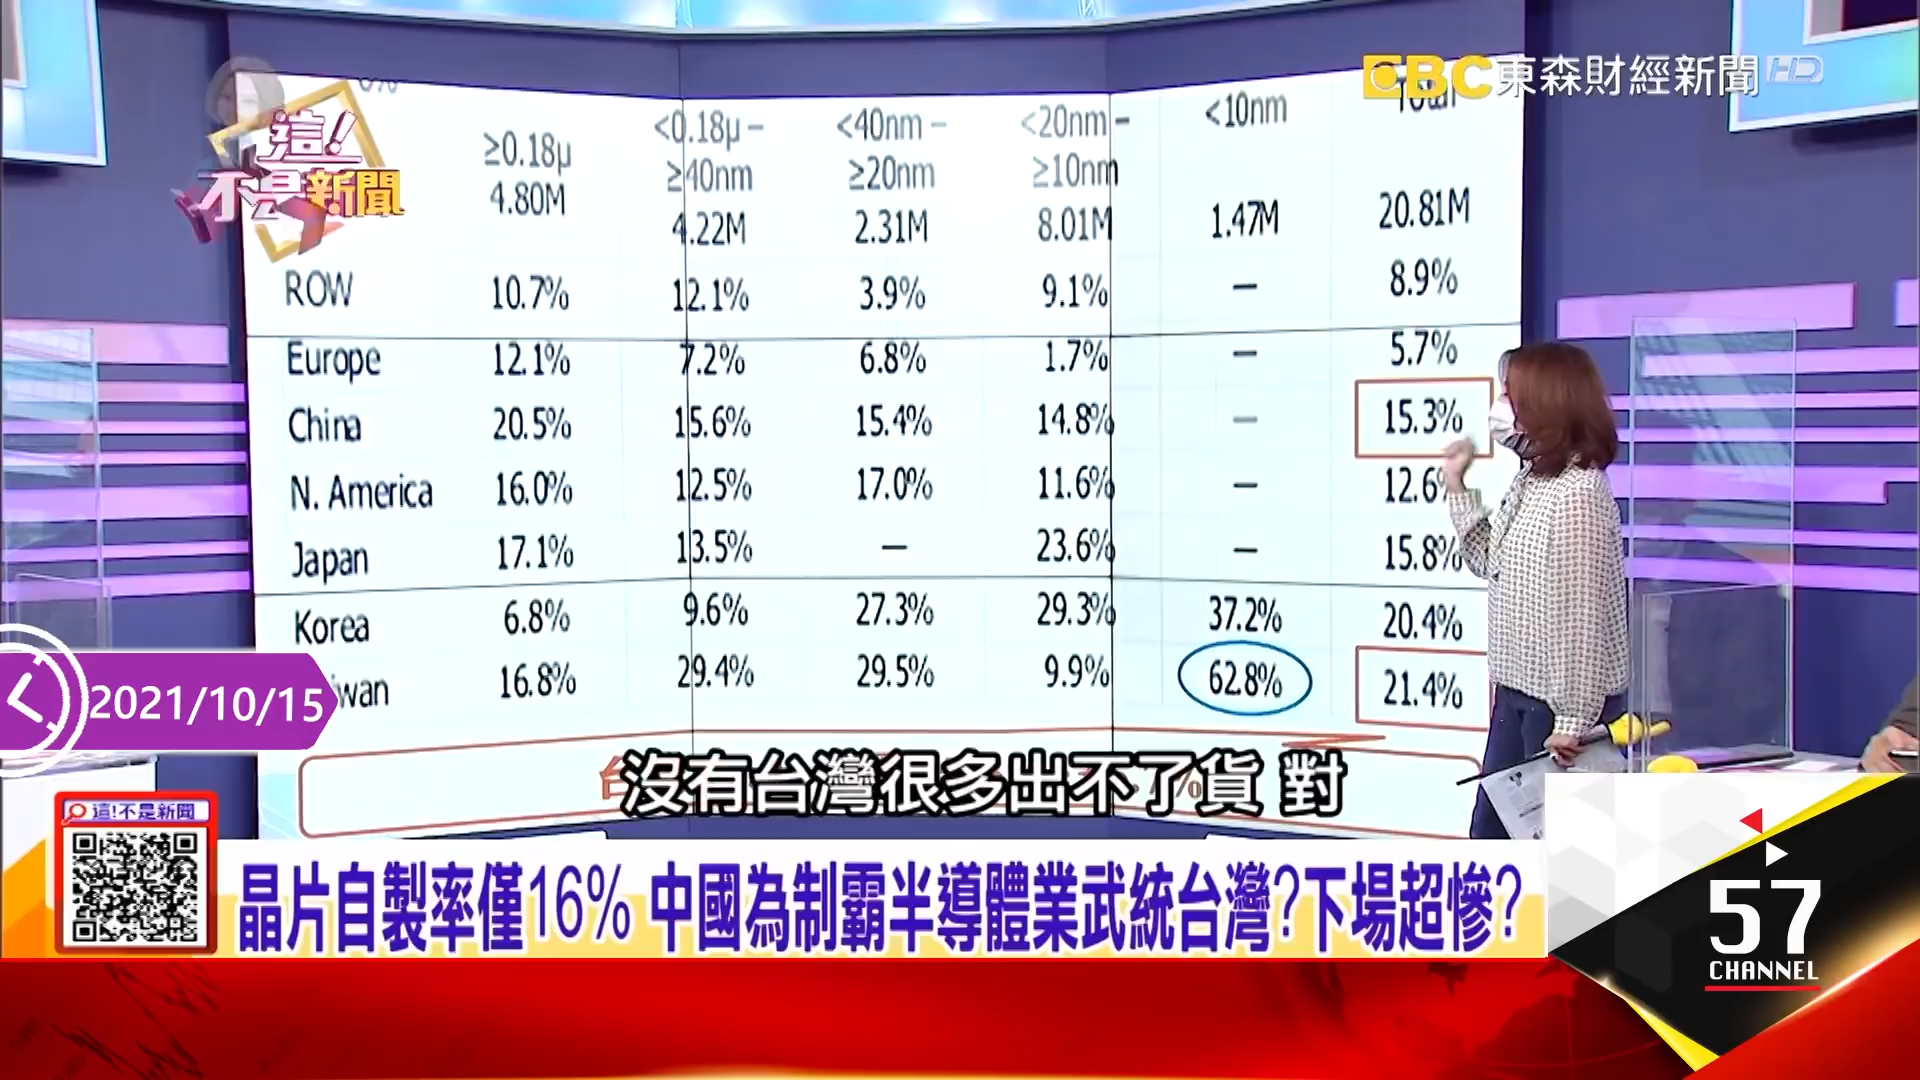 EBC 東森財經新聞 HD
這!
不是新聞
≥0.18µ <0.18µ – ≥40nm <40nm – ≥20nm <20nm – ≥10nm <10nm Total
4.80M 4.22M 2.31M 8.01M 1.47M 20.81M
ROW 10.7% 12.1% 3.9% 9.1% – 8.9%
Europe 12.1% 7.2% 6.8% 1.7% – 5.7%
China 20.5% 15.6% 15.4% 14.8% – 15.3%
N. America 16.0% 12.5% 17.0% 11.6% – 12.6%
Japan 17.1% 13.5% – 23.6% – 15.8%
Korea 6.8% 9.6% 27.3% 29.3% 37.2% 20.4%
wan 16.8% 29.4% 29.5% 9.9% 62.8% 21.4%
2021/10/15
沒有台灣很多出不了貨 對
這!不是新聞
晶片自製率僅16% 中國為制霸半導體業武統台灣?下場超慘?
57
CHANNEL